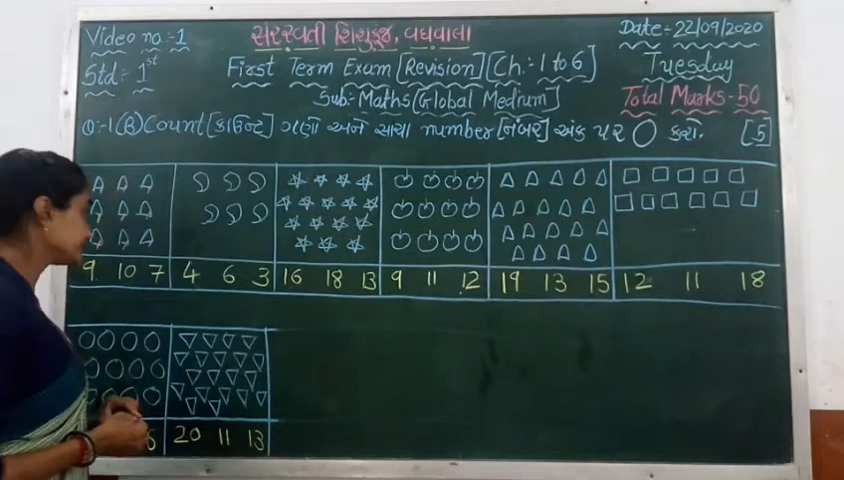 Video no :- 1
સરસ્વતી શિશુકુંજ, વઘવાલા
Date:- 22/09/2020
Std:- 1st
First Term Exam [Revision] [Ch.: 1 to 6]
Tuesday
Sub:- Maths [Global Medium]
Total Marks - 50
Q:-1 (B) Count [કાઉન્ટ] ગણો અને સાચા number [નંબર] અંક પર O કરો. [5]
9 10 7 4 6 3 16 18 13 9 11 12 19 13 15 12 11 18
20 11 13